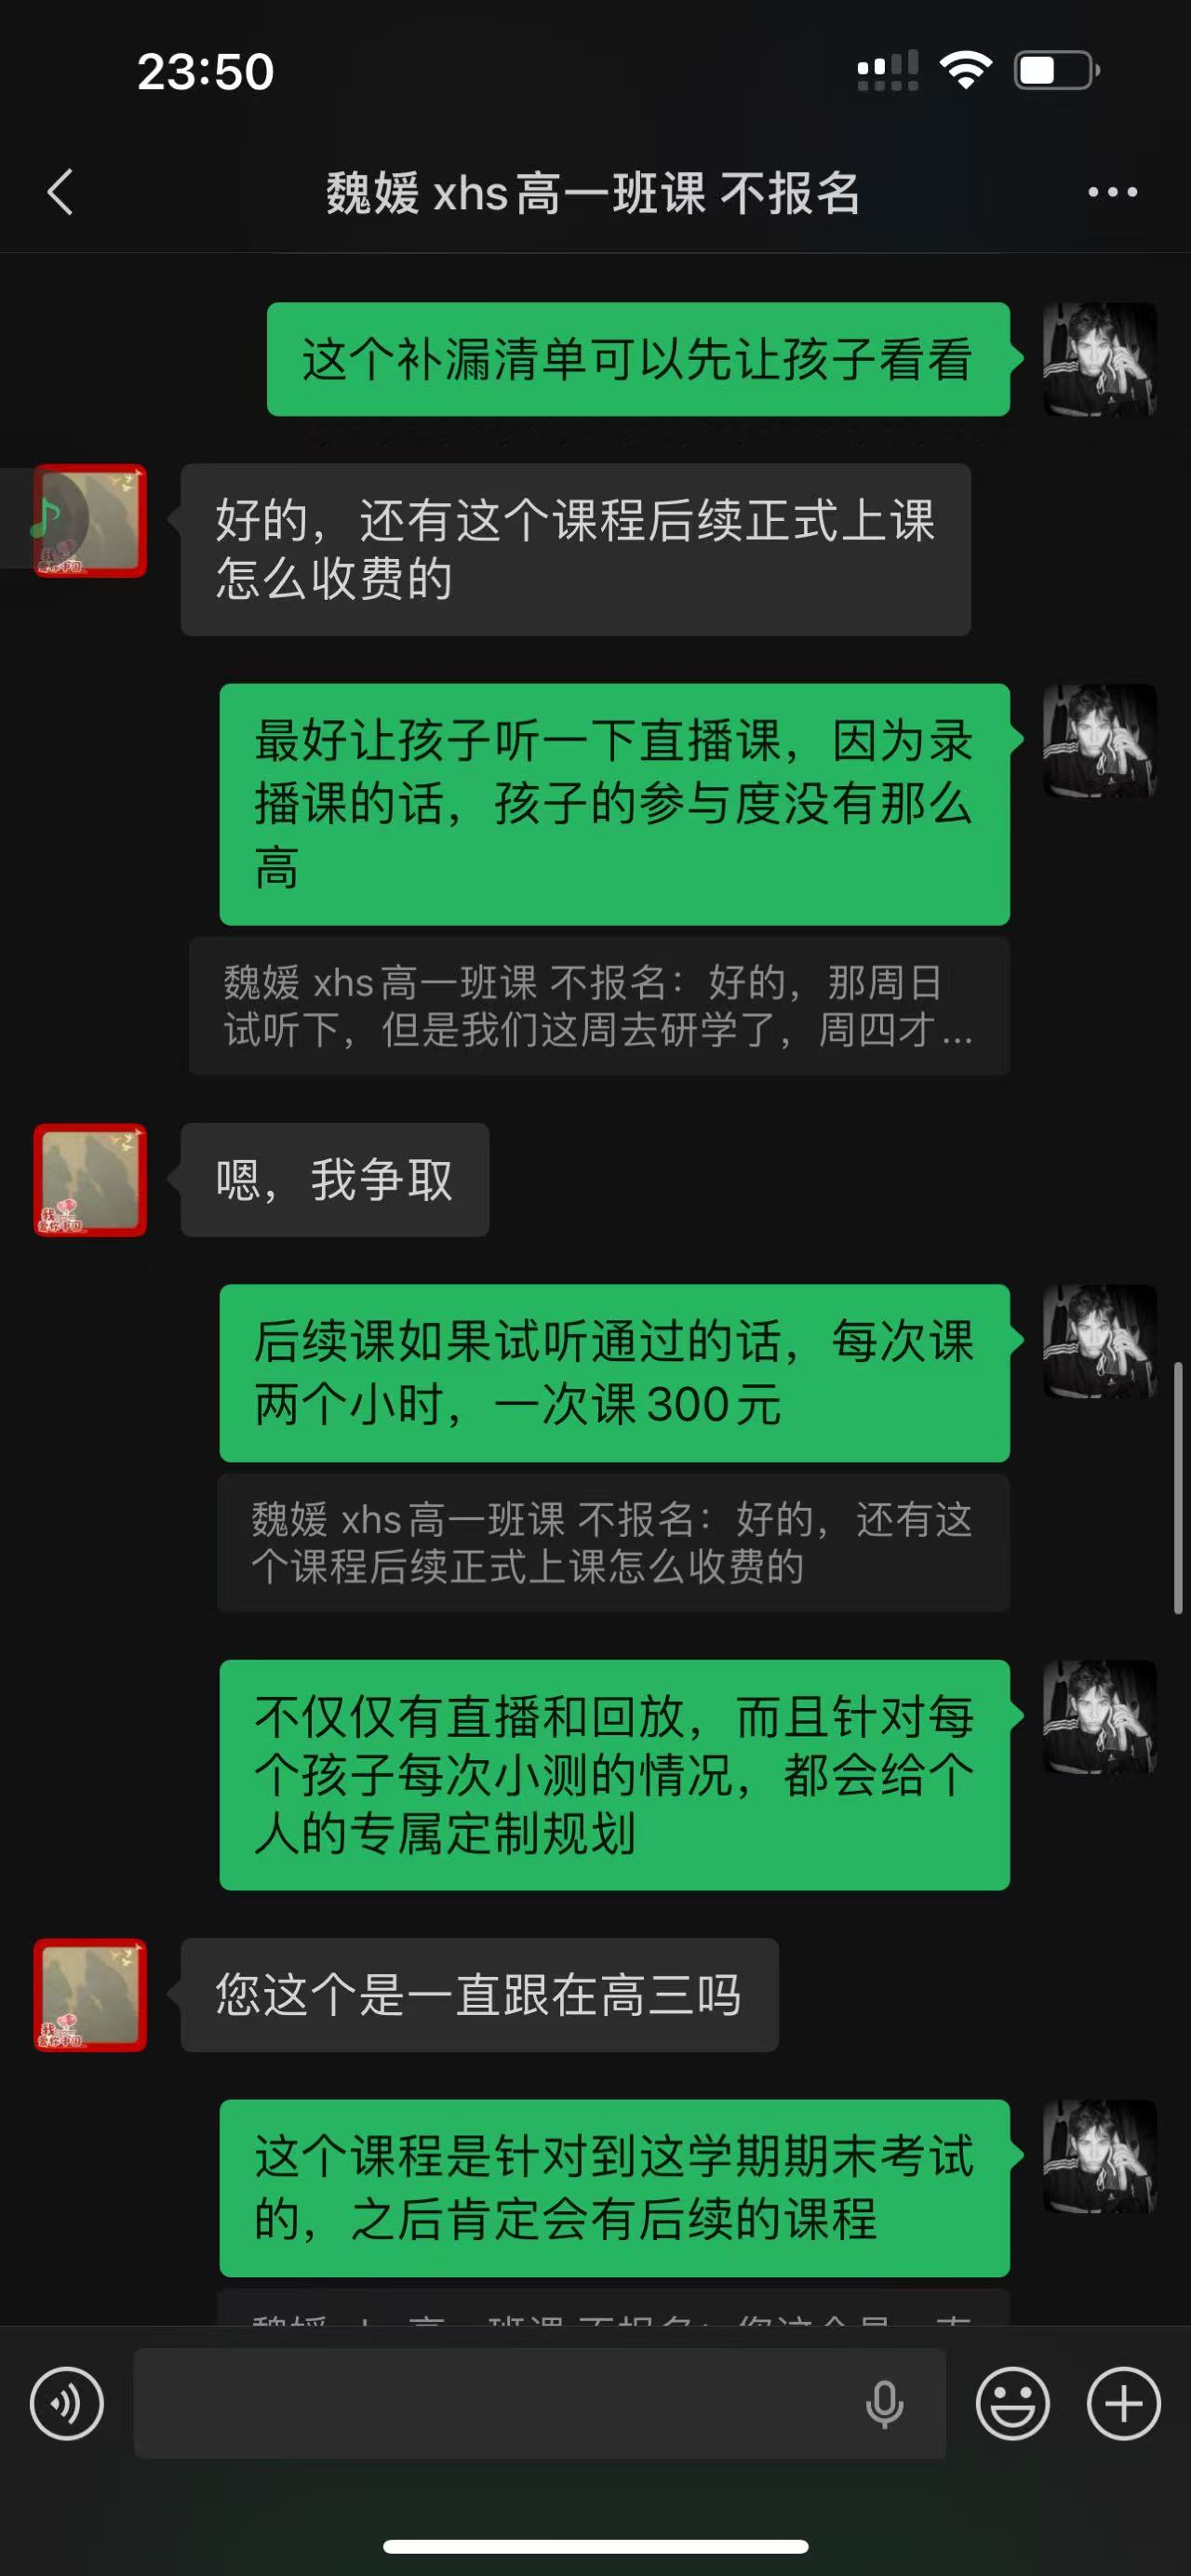 23:50
魏媛 xhs高一班课 不报名
这个补漏清单可以先让孩子看看
好的，还有这个课程后续正式上课
怎么收费的
最好让孩子听一下直播课，因为录
播课的话，孩子的参与度没有那么
高
魏媛 xhs高一班课 不报名：好的，那周日
试听下，但是我们这周去研学了，周四才...
嗯，我争取
后续课如果试听通过的话，每次课
两个小时，一次课300元
魏媛 xhs高一班课 不报名：好的，还有这
个课程后续正式上课怎么收费的
不仅仅有直播和回放，而且针对每
个孩子每次小测的情况，都会给个
人的专属定制规划
您这个是一直跟在高三吗
这个课程是针对到这学期期末考试
的，之后肯定会有后续的课程